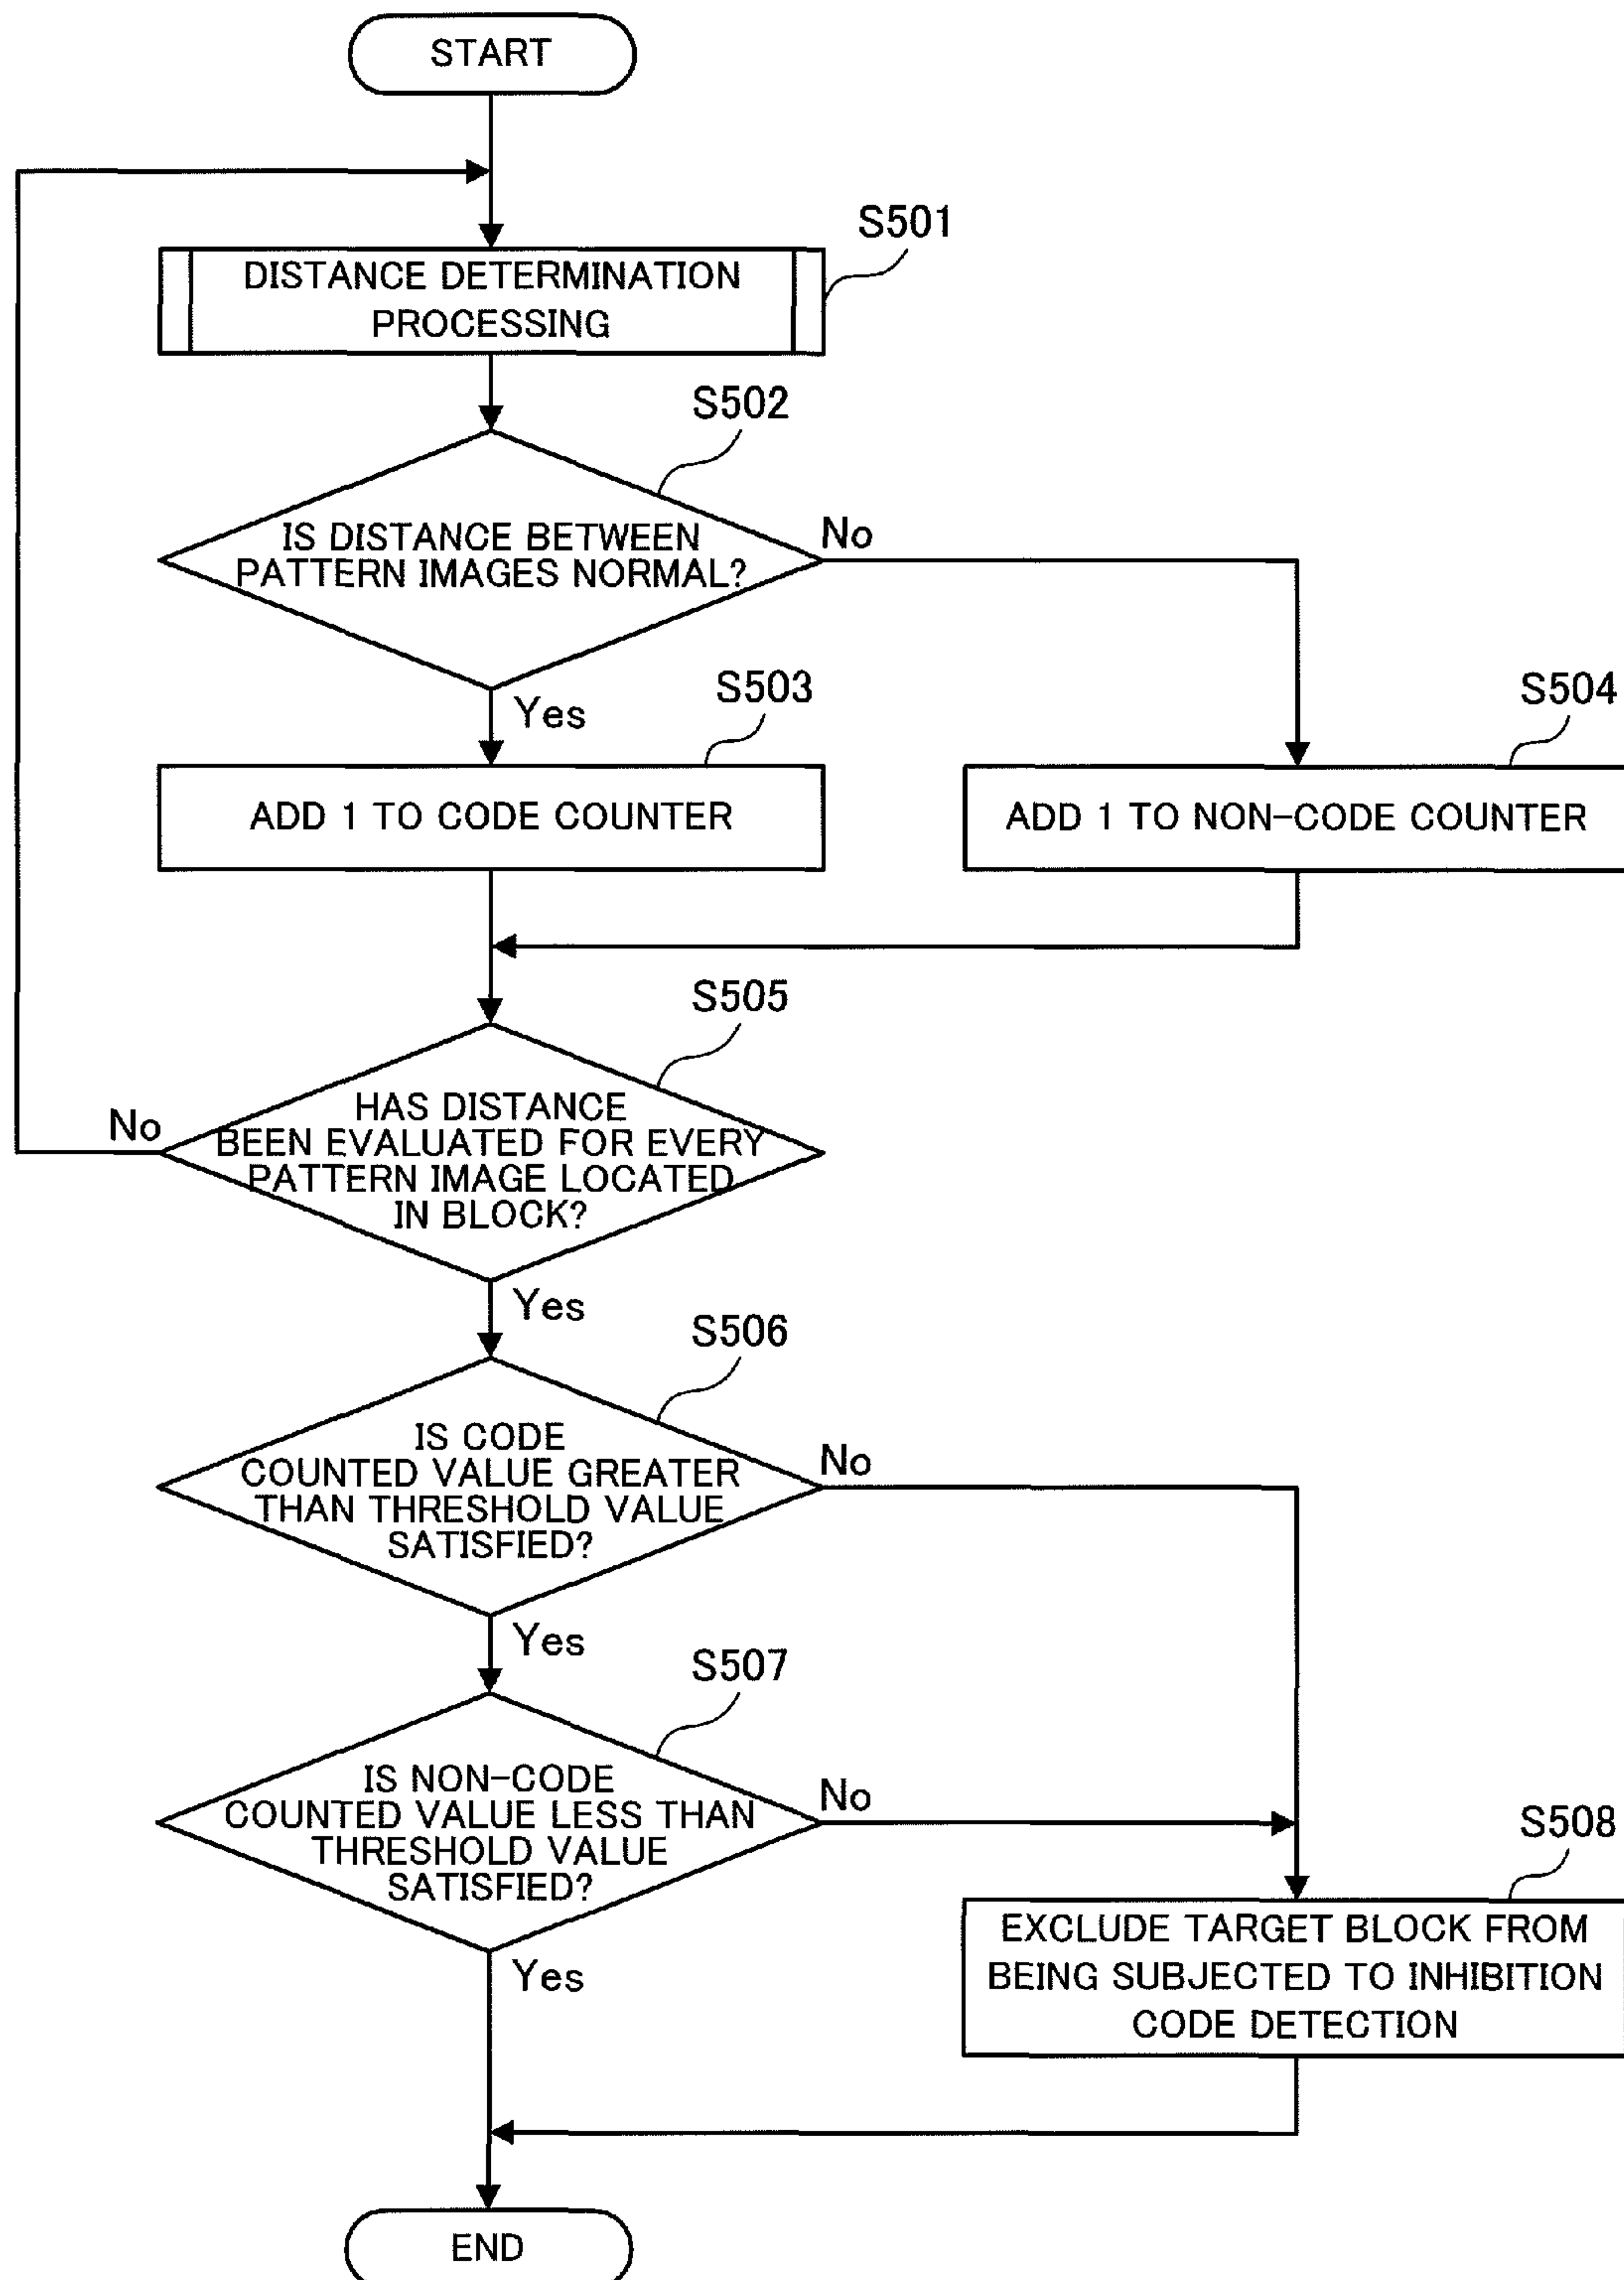 START
S501
DISTANCE DETERMINATION
PROCESSING
S502
IS DISTANCE BETWEEN
PATTERN IMAGES NORMAL?
No
Yes
S503
ADD 1 TO CODE COUNTER
S504
ADD 1 TO NON-CODE COUNTER
S505
HAS DISTANCE
BEEN EVALUATED FOR EVERY
PATTERN IMAGE LOCATED
IN BLOCK?
No
Yes
S506
IS CODE
COUNTED VALUE GREATER
THAN THRESHOLD VALUE
SATISFIED?
No
Yes
S507
IS NON-CODE
COUNTED VALUE LESS THAN
THRESHOLD VALUE
SATISFIED?
No
Yes
S508
EXCLUDE TARGET BLOCK FROM
BEING SUBJECTED TO INHIBITION
CODE DETECTION
END